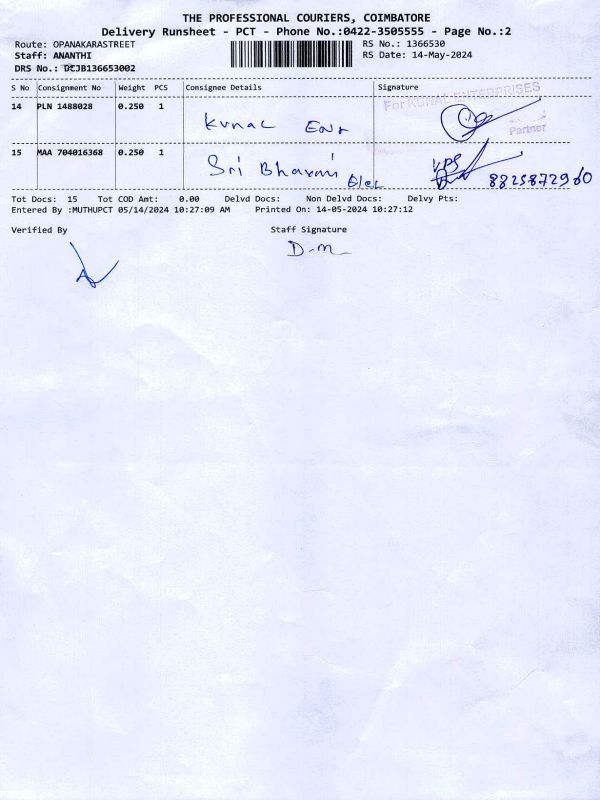 THE PROFESSIONAL COURIERS, COIMBATORE
Delivery Runsheet - PCT - Phone No.:0422-3505555 - Page No.:2
Route: OPANAKARASTREET RS No.: 1366530
Staff: ANANTHI RS Date: 14-May-2024
DRS No.: DCJB136653002
S No Consignment No Weight PCS Consignee Details Signature
14 PLN 1488028 0.250 1 Kunal Ent For KUNAL ENTERPRISES
Partner
15 MAA 704016368 0.250 1 Sri Bhavani Elec VPS 8825872960
Tot Docs: 15 Tot COD Amt: 0.00 Delvd Docs: Non Delvd Docs: Delvy Pts:
Entered By :MUTHUPCT 05/14/2024 10:27:09 AM Printed On: 14-05-2024 10:27:12
Verified By Staff Signature
D-m